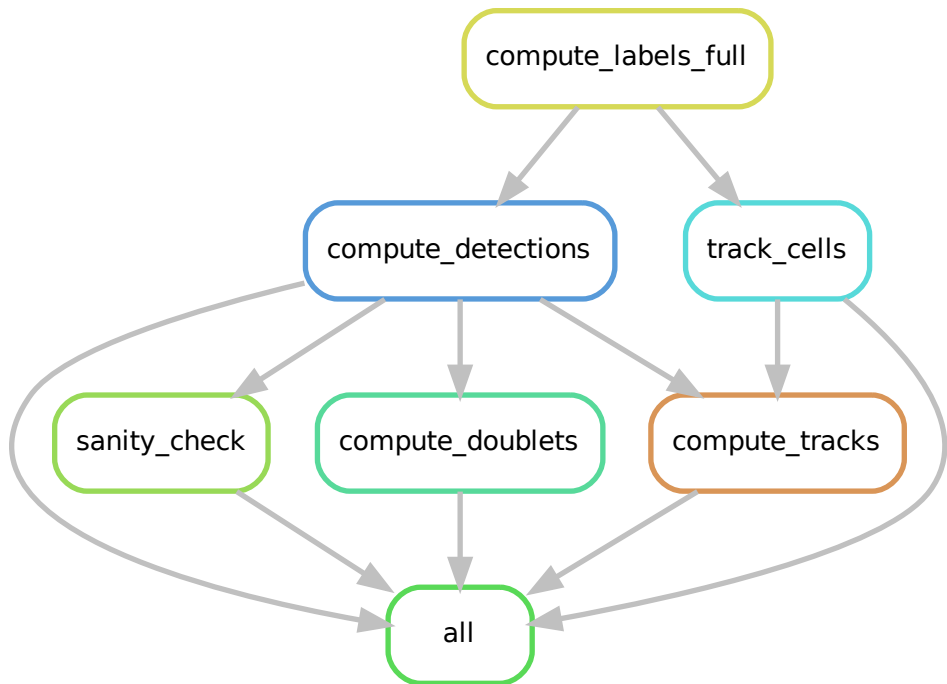 compute_labels_full
compute_detections
track_cells
sanity_check
compute_doublets
compute_tracks
all